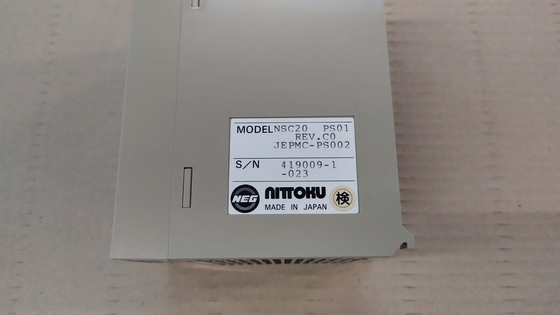 MODEL NSC20 PS01
REV.C0
JEPMC-PS002
S/N 419009-1
-023
NEG NITTOKU 検
MADE IN JAPAN